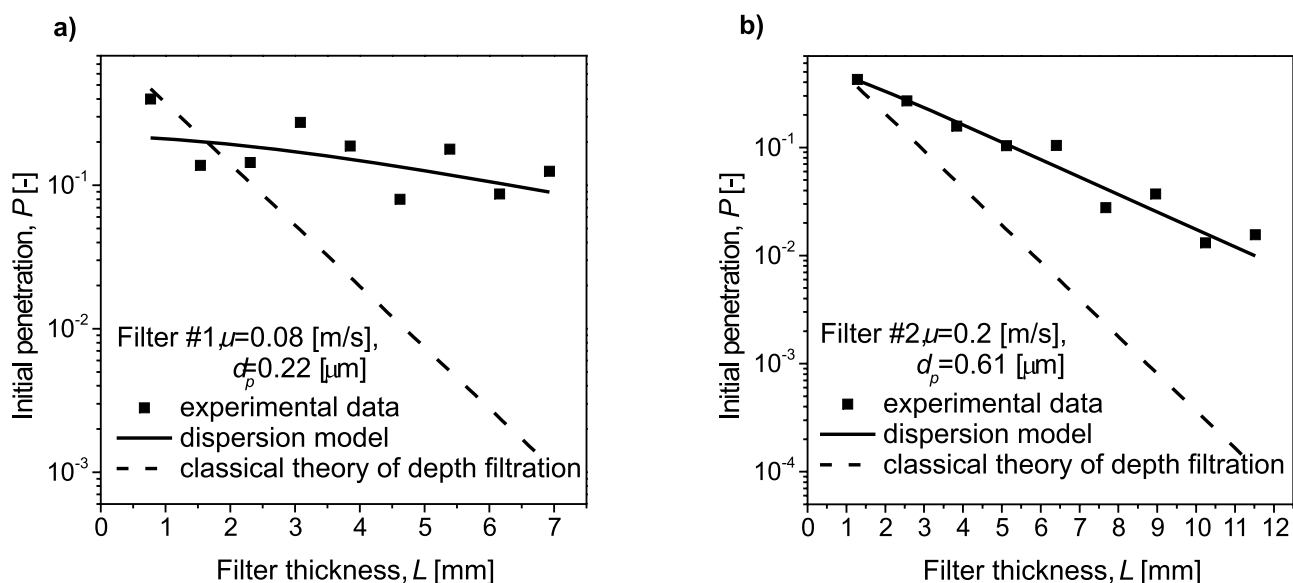 a)
Initial penetration, P [-]
10⁻¹
10⁻²
10⁻³
Filter #1,u=0.08 [m/s],
dp=0.22 [μm]
experimental data
dispersion model
classical theory of depth filtration
0 1 2 3 4 5 6 7
Filter thickness, L [mm]
b)
Initial penetration, P [-]
10⁻¹
10⁻²
10⁻³
10⁻⁴
Filter #2,u=0.2 [m/s],
dp=0.61 [μm]
experimental data
dispersion model
classical theory of depth filtration
0 1 2 3 4 5 6 7 8 9 10 11 12
Filter thickness, L [mm]